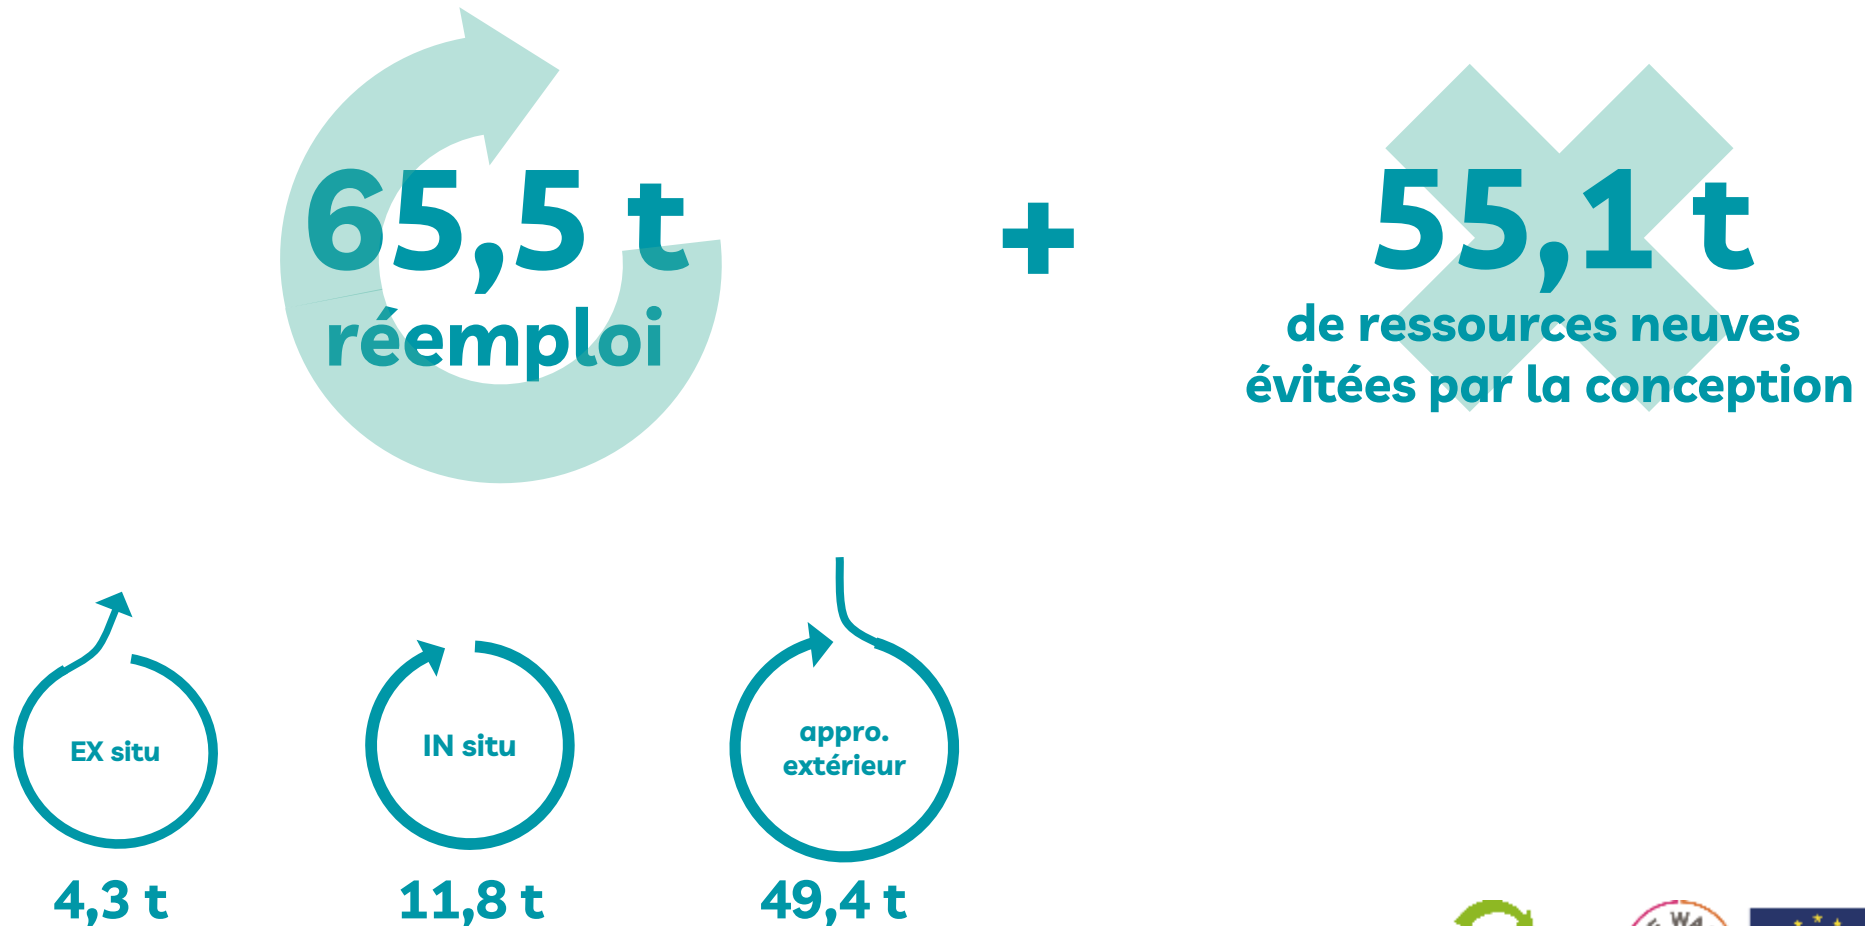 65,5 t
réemploi
+
55,1 t
de ressources neuves
évitées par la conception
EX situ
4,3 t
IN situ
11,8 t
appro.
extérieur
49,4 t